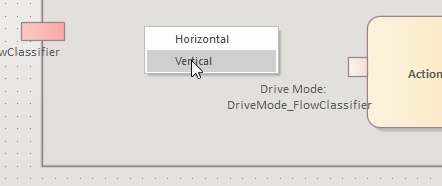 Horizontal
Vertical
wClassifier
Drive Mode:
DriveMode_FlowClassifier
Action